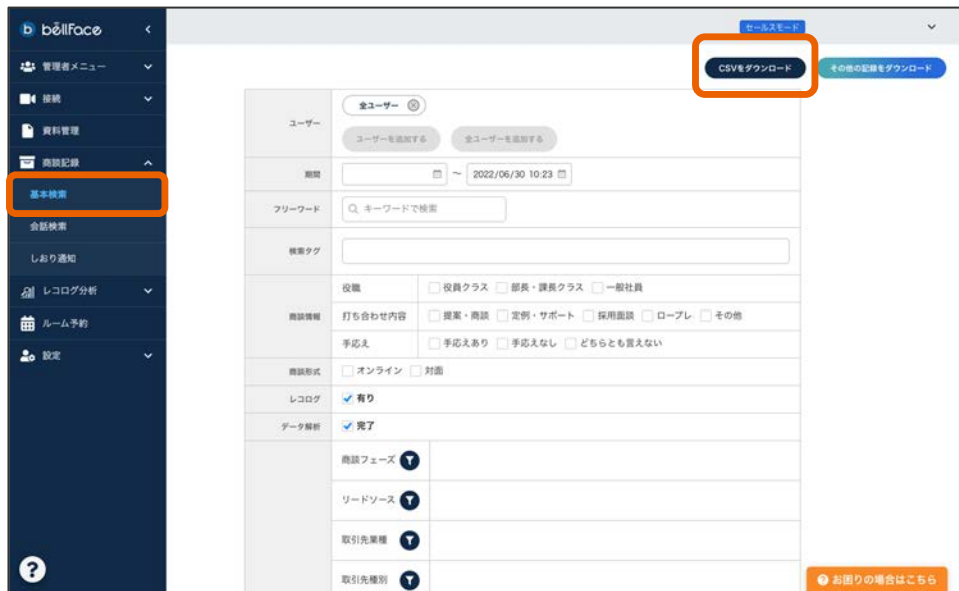 b bellFace
セールスモード
管理者メニュー
接続
資料管理
商談記録
基本検索
会話検索
しおり通知
レコログ分析
ルーム予約
設定
?
CSVをダウンロード その他の記録をダウンロード
ユーザー 全ユーザー
ユーザーを追加する 全ユーザーを追加する
期間 ~ 2022/06/30 10:23
フリーワード キーワードで検索
検索タグ
商談情報
役職 役員クラス 部長・課長クラス 一般社員
打ち合わせ内容 提案・商談 定例・サポート 採用面談 ロープレ その他
手応え 手応えあり 手応えなし どちらとも言えない
商談形式 オンライン 対面
レコログ 有り
データ解析 完了
商談フェーズ
リードソース
取引先業種
取引先種別
? お困りの場合はこちら